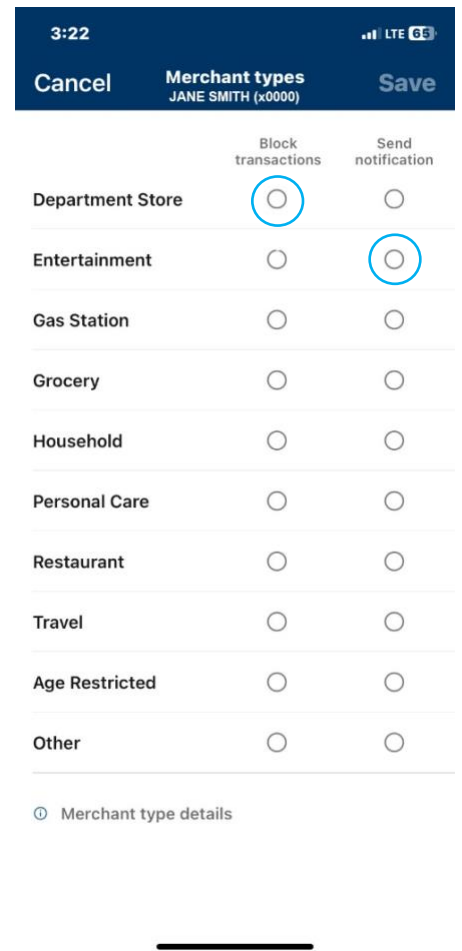 3:22 LTE 65
Cancel Merchant types Save
JANE SMITH (x0000)
Block Send
transactions notification
Department Store
Entertainment
Gas Station
Grocery
Household
Personal Care
Restaurant
Travel
Age Restricted
Other
Merchant type details